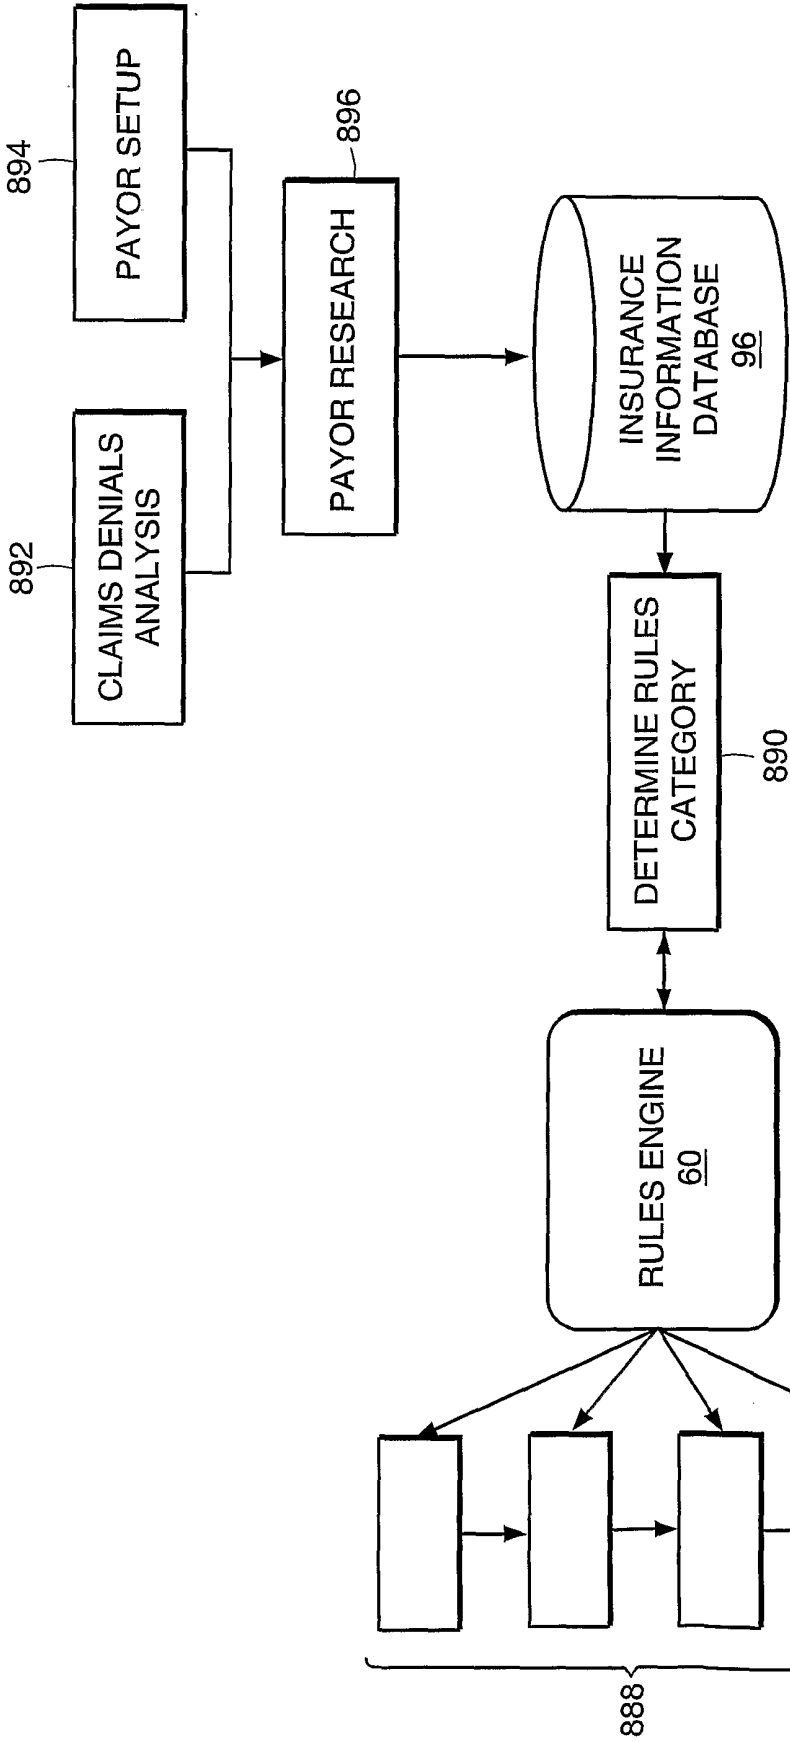 894
PAYOR SETUP
892
CLAIMS DENIALS
ANALYSIS
896
PAYOR RESEARCH
INSURANCE
INFORMATION
DATABASE
96
DETERMINE RULES
CATEGORY
890
RULES ENGINE
60
888